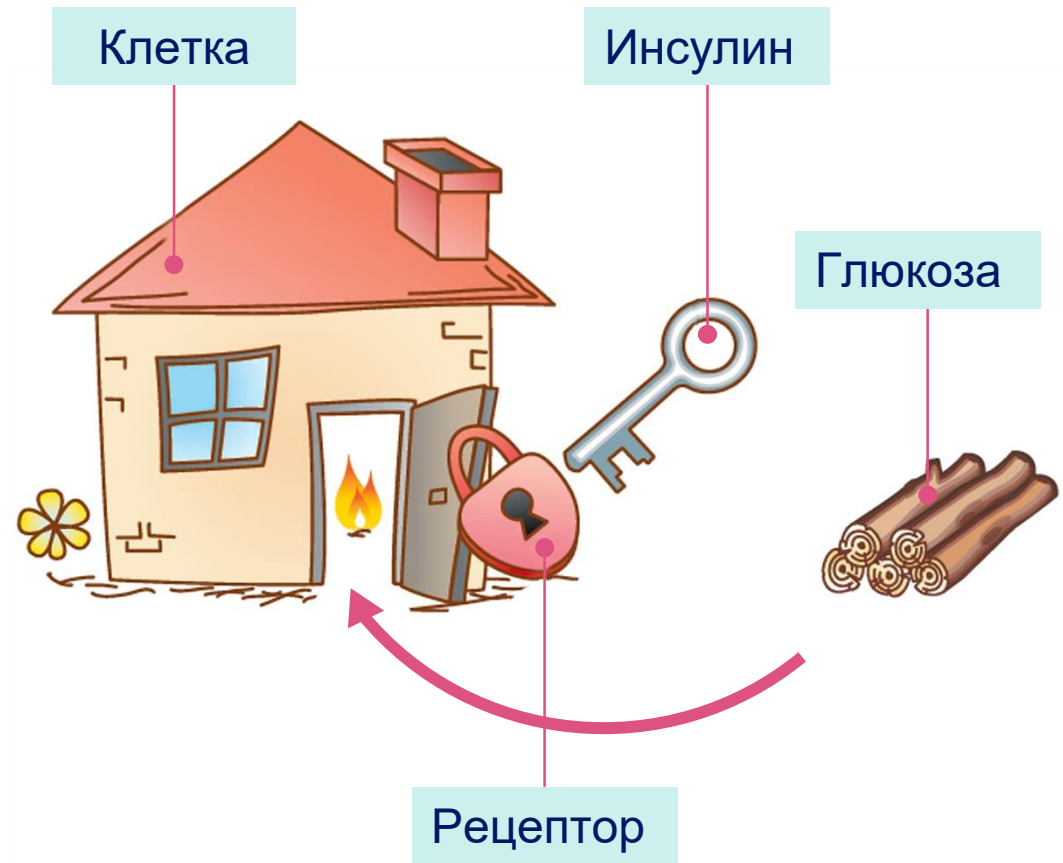 Клетка
Инсулин
Глюкоза
Рецептор